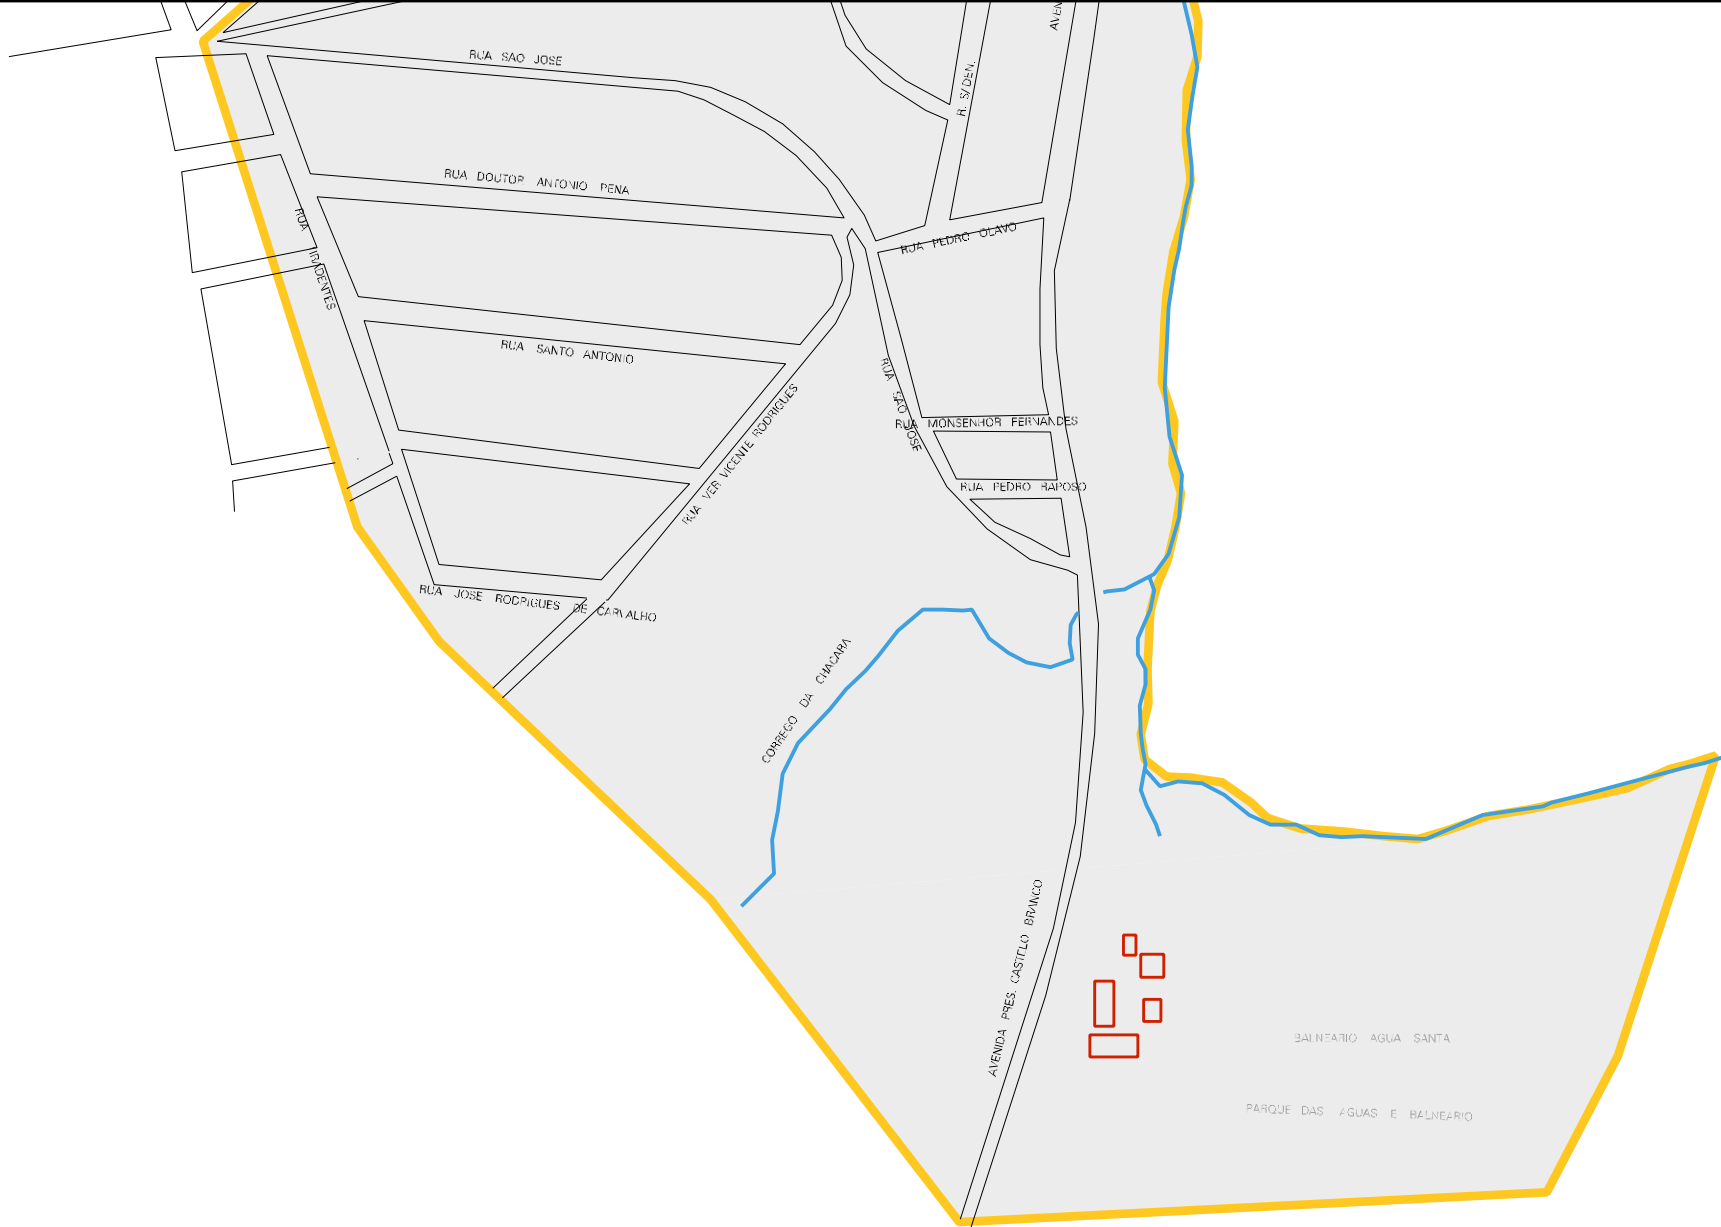 AVEN
RUA SAO JOSE
R. S/DEN.
RUA DOUTOR ANTONIO PENA
RUA TIRADENTES
RUA PEDRO OLAVO
RUA SANTO ANTONIO
RUA SAO JOSE
RUA MONSENHOR FERNANDES
RUA VER VICENTE RODRIGUES
RUA PEDRO RAPOSO
RUA JOSE RODRIGUES DE CARVALHO
CORREGO DA CHACARA
AVENIDA PRES. CASTELO BRANCO
BALNEARIO AGUA SANTA
PARQUE DAS AGUAS E BALNEARIO